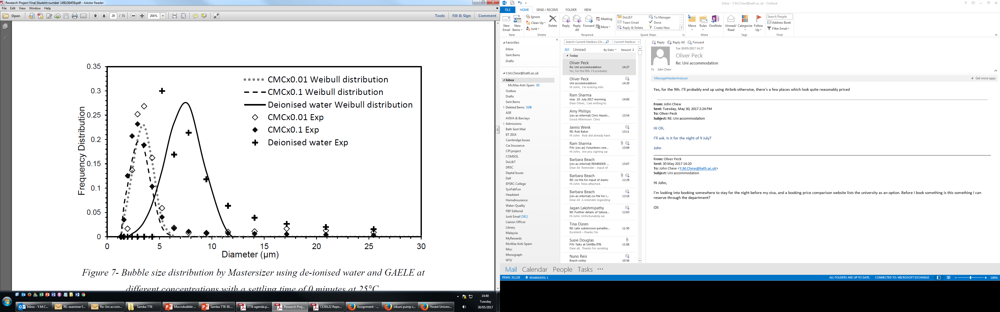 Research Project Final Student number 149130459.pdf - Adobe Reader
File Edit View Window Help
Open 29 / 71 204% Tools Fill & Sign Comment
0.35
0.3
0.25
0.2
0.15
0.1
0.05
0
Frequency Distribution
CMCx0.01 Weibull distribution
CMCx0.1 Weibull distribution
Deionised water Weibull distribution
CMCx0.01 Exp
CMCx0.1 Exp
Deionised water Exp
0 5 10 15 20 25 30
Diameter (µm)
Figure 7- Bubble size distribution by Mastersizer using de-ionised water and GAELE at
different concentrations with a settling time of 0 minutes at 25°C
Inbox - Y.M.C...
RE: examiner f...
Re: Uni accom...
Samba TT6
Mucrobubble ...
Samba TT6 30....
ITT6 agenda.p...
Research Proj...
CE30122 Repo...
Assignment - ...
nikuni pump s...
Hostel Univers...
14:40
Tuesday
30/05/2017
Inbox - Y.M.Chew@bath.ac.uk - Outlook
FILE HOME SEND / RECEIVE FOLDER VIEW
New Email
New Items
New
Ignore
Clean Up
Junk
Delete
Delete
Reply
Reply All
Forward
Meeting
More
Respond
DoL&T
Team Email
Reply & Delete
To Manager
Done
Create New
Quick Steps
Move
Rules
OneNote
Move
Unread/ Read
Categorize
Follow Up
Tags
Search People
Address Book
Filter Email
Find
Favorites
Inbox
Sent Items
Drafts
Y.M.Chew@bath.ac.uk
Inbox
McAfee Anti-Spam 35
Outbox
Drafts
Sent Items
Deleted Items 528
ASR
AVIVA & Barclays
Admissions
Bath Sent Mail
BT 2014
Cambridge Issues
Car Insurance
CPI project
COMSOL
DoL&T
DRSC
Deptal Issues
Dell
EPSRC College
SynFabFun
Headstart
HomeInsurance
Water-Quality
FBP Editorial
Junk Email [581]
Liaison Officer
Library
Malaysia
MyRewards
McAfee Anti-Spam
Misc
Monograph
NTU
Search Current Mailbox (Ctr... Current Mailbox
All Unread By Date Newest
Today
Oliver Peck
Re: Uni accommodation 14:27
Yes, for the 9th. I'll probably
Oliver Peck
Uni accommodation 14:20
Hi John, I'm looking into
Ram Sharma
viva: 10. July 2017 morning 14:00
Dear Oliver, I am writing to
Amy Phillips
[ces-ac-internal] Chris Hawki... 13:54
Good Afternoon Chris
Jannis Wenk
RE: Rob Baker 13:11
Hi John Rob did already have
Ram Sharma
FW: [ces-ac] Volunteers nee... 13:09
Hi John, Are you signing up
Barbara Beach
[ces-ac-internal] REMINDER ... 13:07
Dear All Reminder - input of
Barbara Beach
RE: csv file for input of marks 12:29
Hi John Now attached.
Barbara Beach
[ces-ac-internal] csv file for i... 12:18
Dear All A reminder regarding
Jagan Lakshmipathy
RE: Further details of Satura... 12:03
Hi John: Unfortunately we
Tina Düren
RE: Late submission penaltie... 11:50
Excellent – thanks for
Susie Douglas
FW: Talks at SAMBa ITT6 11:08
Dear all, Thanks for sending
Nuno Reis
Beach volley 10:56
Reply Reply All Forward
Tue 30/05/2017 14:27
Oliver Peck
Re: Uni accommodation
To John Chew
MessageHeaderAnalyzer + Get more apps
Yes, for the 9th. I'll probably end up using Airbnb otherwise, there's a few places which look quite reasonably priced
From: John Chew
Sent: Tuesday, May 30, 2017 2:24 PM
To: Oliver Peck
Subject: RE: Uni accommodation
Hi Oli,
I'll ask. Is it for the night of 9 July?
John
From: Oliver Peck
Sent: 30 May 2017 14:20
To: John Chew <Y.M.Chew@bath.ac.uk>
Subject: Uni accommodation
Hi John,
I'm looking into booking somewhere to stay for the night before my viva, and a booking price comparison website lists the university as an option. Before I book something is this something I can
reserve through the department?
Oli
Mail Calendar People Tasks ...
ITEMS: 33,120 REMINDERS: 1 ALL FOLDERS ARE UP TO DATE. CONNECTED TO: MICROSOFT EXCHANGE 100%